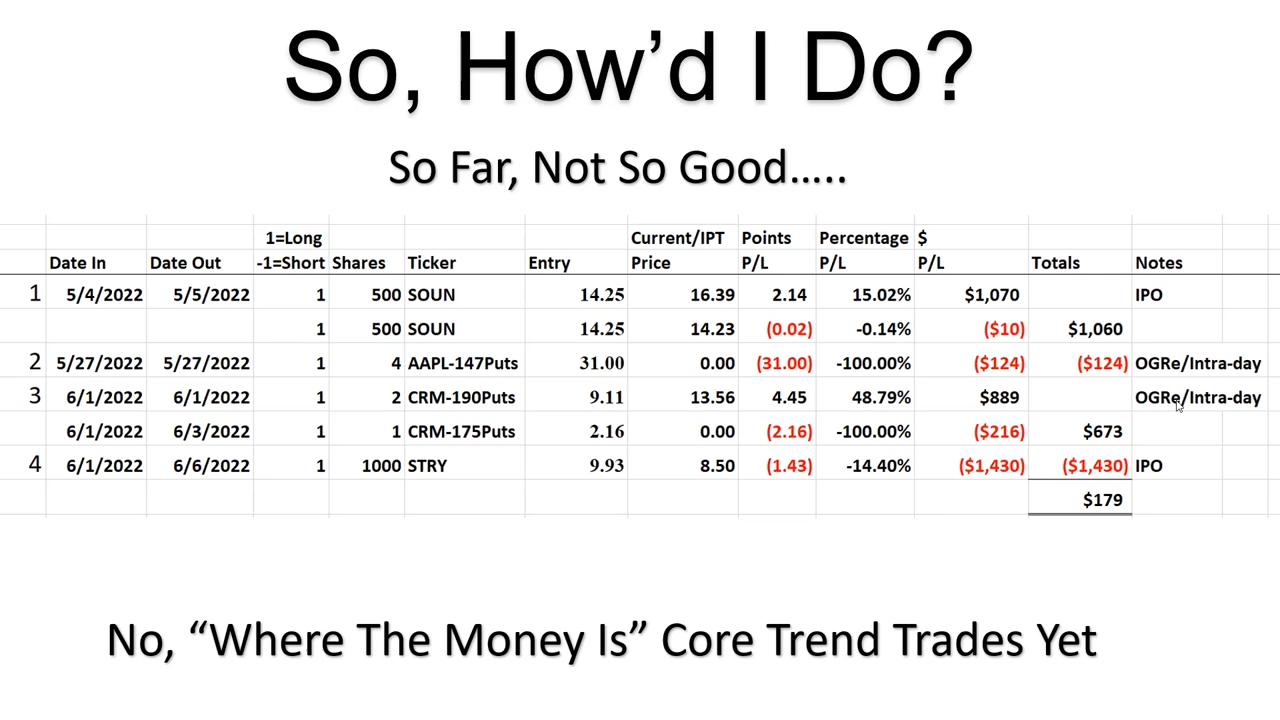 So, How’d I Do?
So Far, Not So Good…..
1=Long Current/IPT Points Percentage $
Date In Date Out -1=Short Shares Ticker Entry Price P/L P/L P/L Totals Notes
1 5/4/2022 5/5/2022 1 500 SOUN 14.25 16.39 2.14 15.02% $1,070 IPO
1 500 SOUN 14.25 14.23 (0.02) -0.14% ($10) $1,060
2 5/27/2022 5/27/2022 1 4 AAPL-147Puts 31.00 0.00 (31.00) -100.00% ($124) ($124) OGRe/Intra-day
3 6/1/2022 6/1/2022 1 2 CRM-190Puts 9.11 13.56 4.45 48.79% $889 OGRe/Intra-day
6/1/2022 6/3/2022 1 1 CRM-175Puts 2.16 0.00 (2.16) -100.00% ($216) $673
4 6/1/2022 6/6/2022 1 1000 STRY 9.93 8.50 (1.43) -14.40% ($1,430) ($1,430) IPO
$179
No, “Where The Money Is” Core Trend Trades Yet